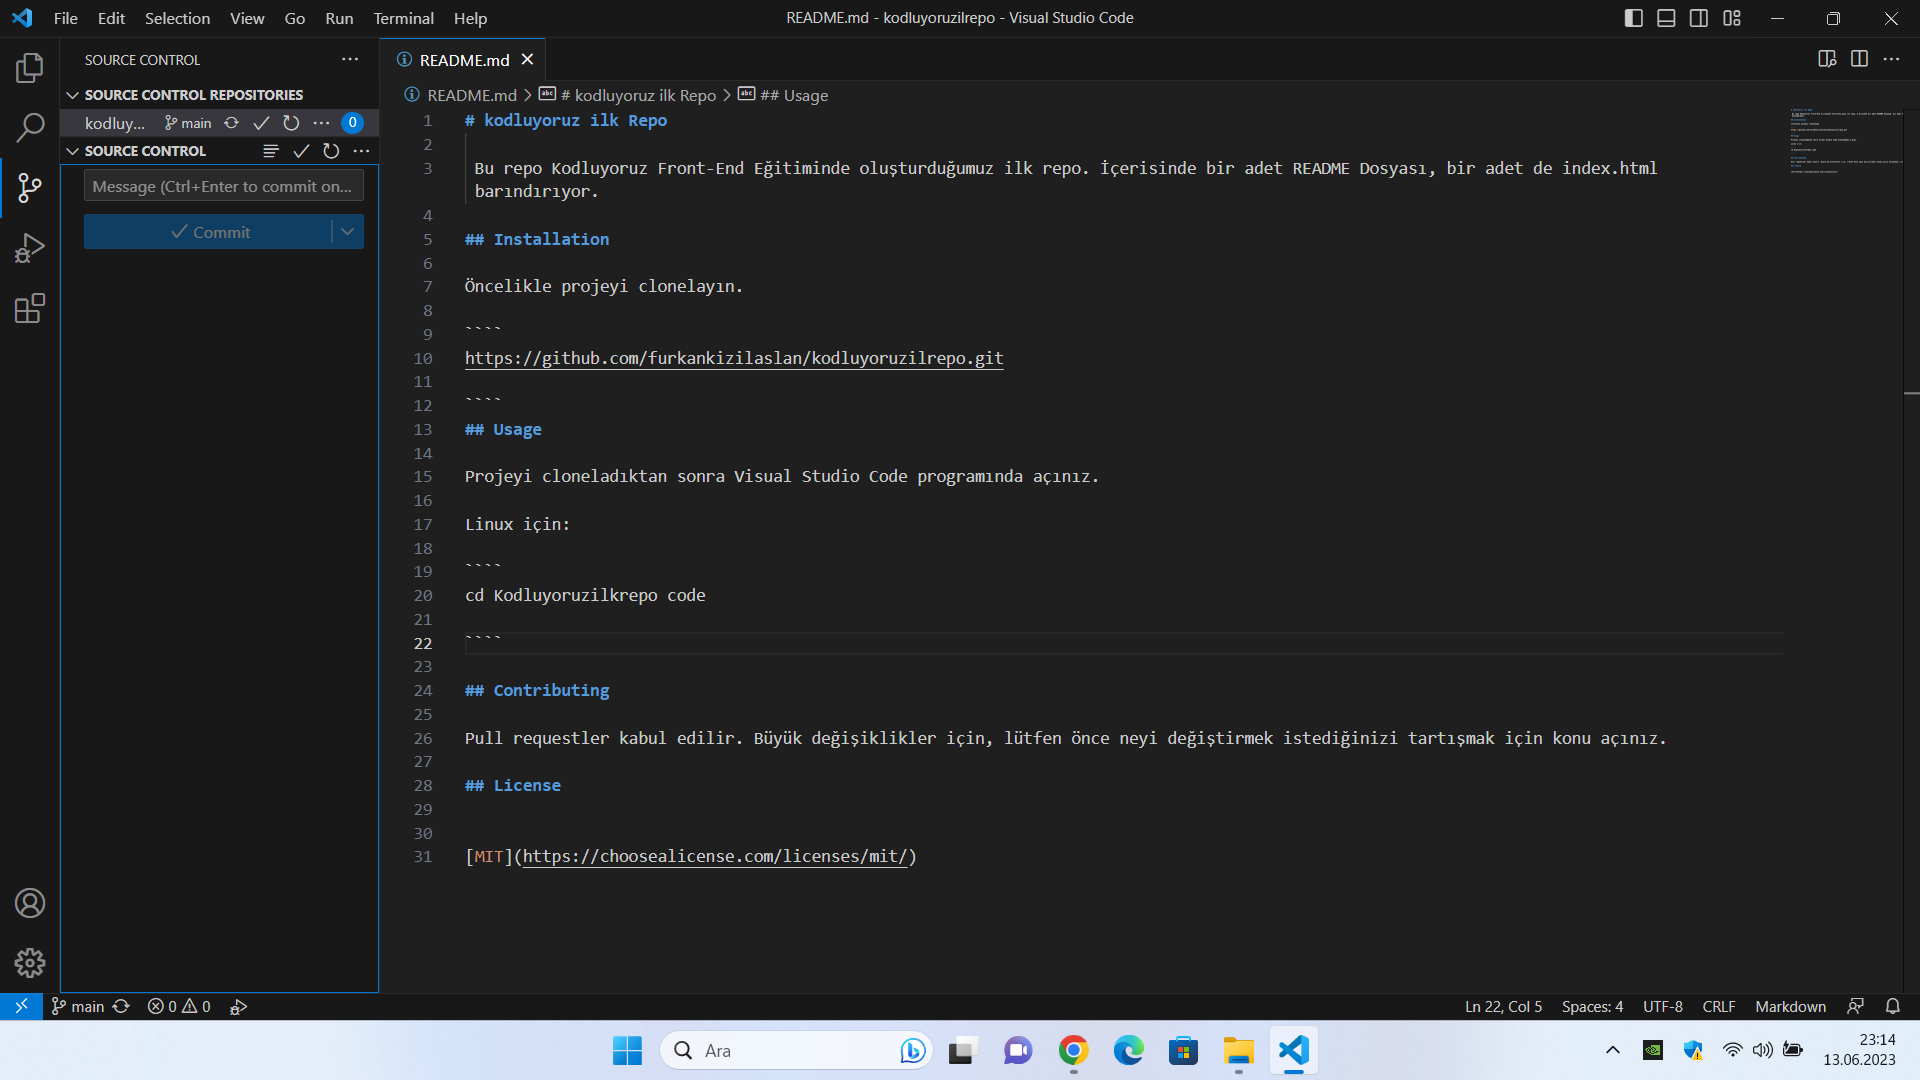 File Edit Selection View Go Run Terminal Help
README.md - kodluyoruzilrepo - Visual Studio Code
SOURCE CONTROL
SOURCE CONTROL REPOSITORIES
kodluy... main 0
SOURCE CONTROL
Message (Ctrl+Enter to commit on...
Commit
README.md
README.md > # kodluyoruz ilk Repo > ## Usage
1 # kodluyoruz ilk Repo
2
3 Bu repo Kodluyoruz Front-End Eğitiminde oluşturduğumuz ilk repo. İçerisinde bir adet README Dosyası, bir adet de index.html
barındırıyor.
4
5 ## Installation
6
7 Öncelikle projeyi clonelayın.
8
9 ````
10 https://github.com/furkankizilaslan/kodluyoruzilrepo.git
11
12 ````
13 ## Usage
14
15 Projeyi cloneladıktan sonra Visual Studio Code programında açınız.
16
17 Linux için:
18
19 ````
20 cd Kodluyoruzilkrepo code
21
22 ````
23
24 ## Contributing
25
26 Pull requestler kabul edilir. Büyük değişiklikler için, lütfen önce neyi değiştirmek istediğinizi tartışmak için konu açınız.
27
28 ## License
29
30
31 [MIT](https://choosealicense.com/licenses/mit/)
main 0 0
Ln 22, Col 5 Spaces: 4 UTF-8 CRLF Markdown
Ara
23:14
13.06.2023